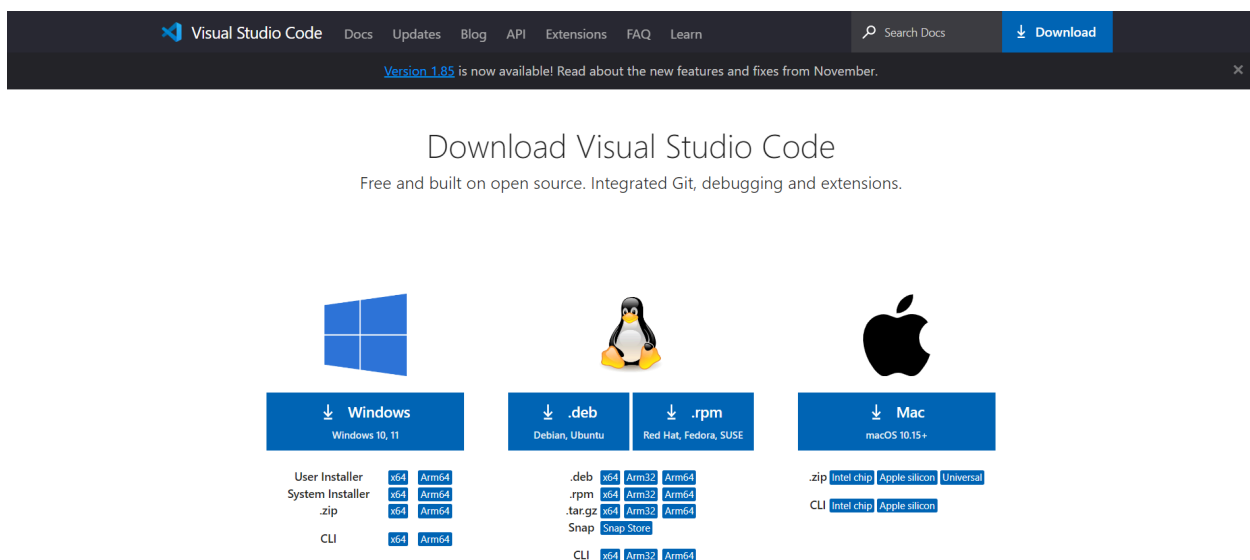 Visual Studio Code Docs Updates Blog API Extensions FAQ Learn Search Docs Download
Version 1.85 is now available! Read about the new features and fixes from November.
Download Visual Studio Code
Free and built on open source. Integrated Git, debugging and extensions.
Windows
Windows 10, 11
User Installer x64 Arm64
System Installer x64 Arm64
.zip x64 Arm64
CLI x64 Arm64
.deb
Debian, Ubuntu
.rpm
Red Hat, Fedora, SUSE
.deb x64 Arm32 Arm64
.rpm x64 Arm32 Arm64
.tar.gz x64 Arm32 Arm64
Snap Snap Store
CLI x64 Arm32 Arm64
Mac
macOS 10.15+
.zip Intel chip Apple silicon Universal
CLI Intel chip Apple silicon